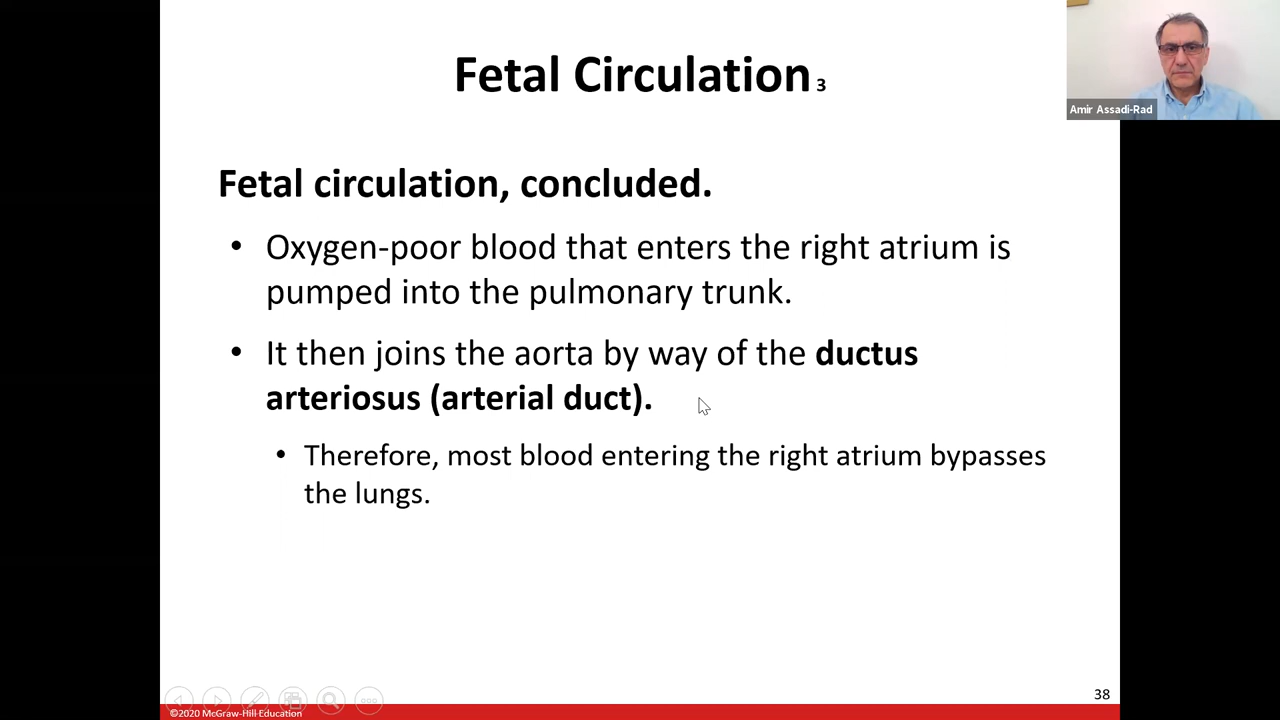 Fetal Circulation 3
Amir Assadi-Rad
Fetal circulation, concluded.
• Oxygen-poor blood that enters the right atrium is
pumped into the pulmonary trunk.
• It then joins the aorta by way of the ductus
arteriosus (arterial duct).
• Therefore, most blood entering the right atrium bypasses
the lungs.
38
©2020 McGraw-Hill Education